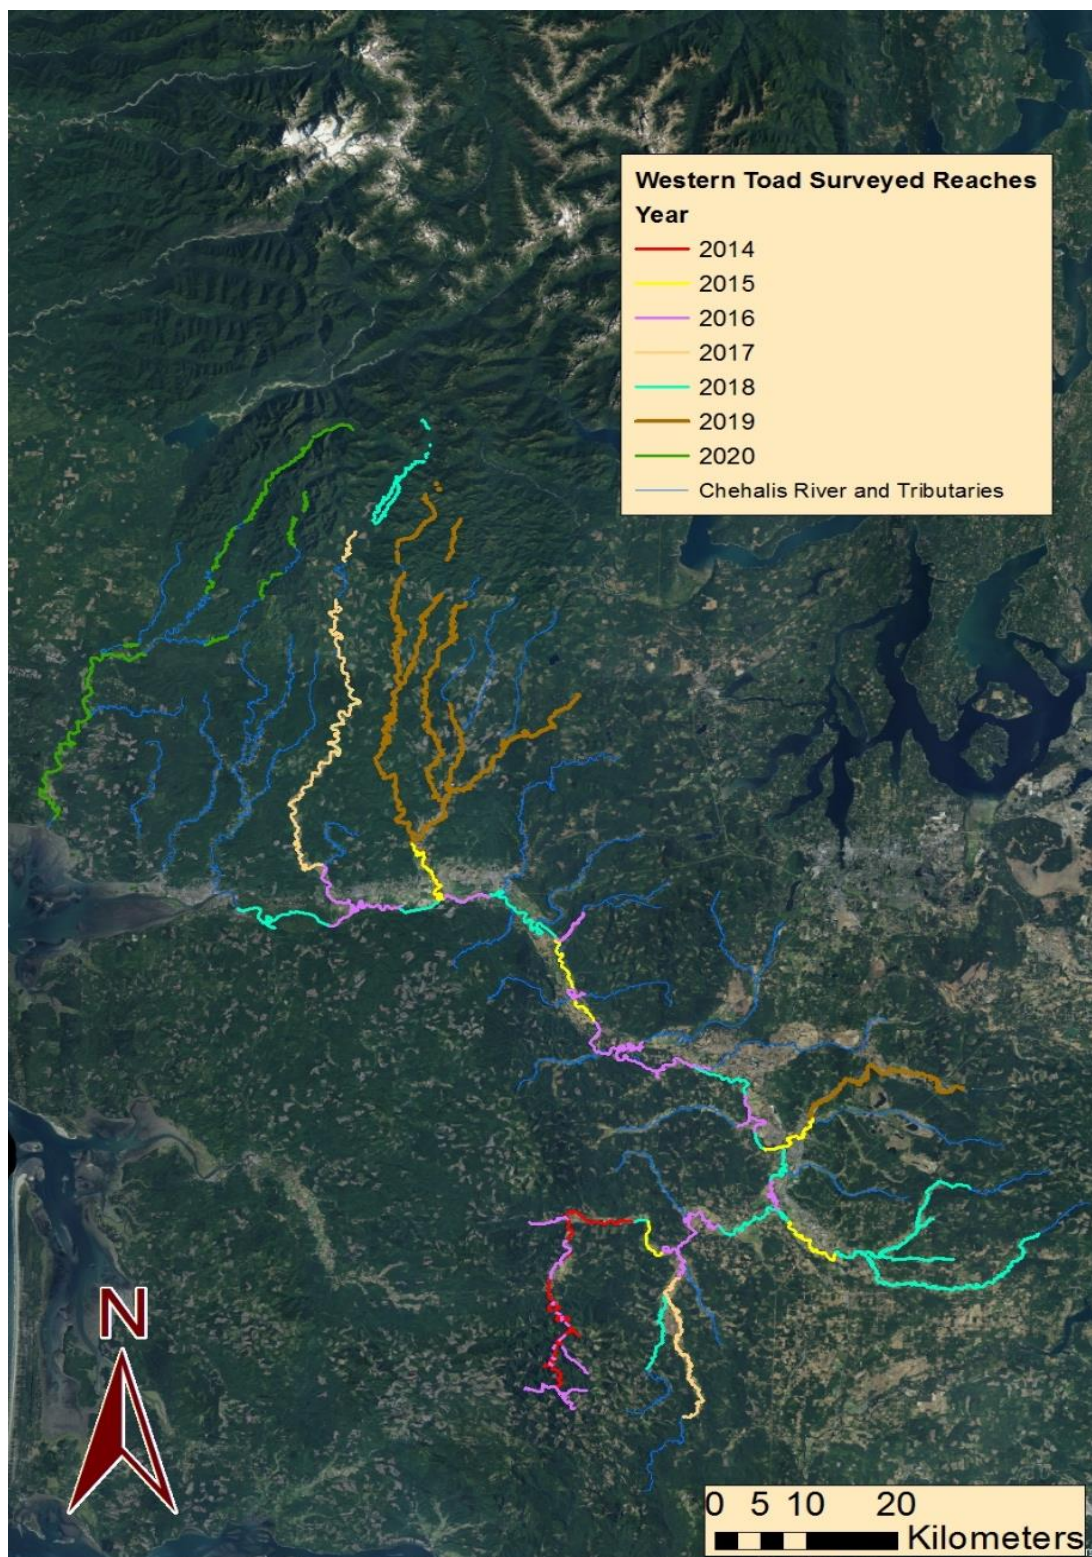 Western Toad Surveyed Reaches
Year
2014
2015
2016
2017
2018
2019
2020
Chehalis River and Tributaries
N
0 5 10 20
Kilometers